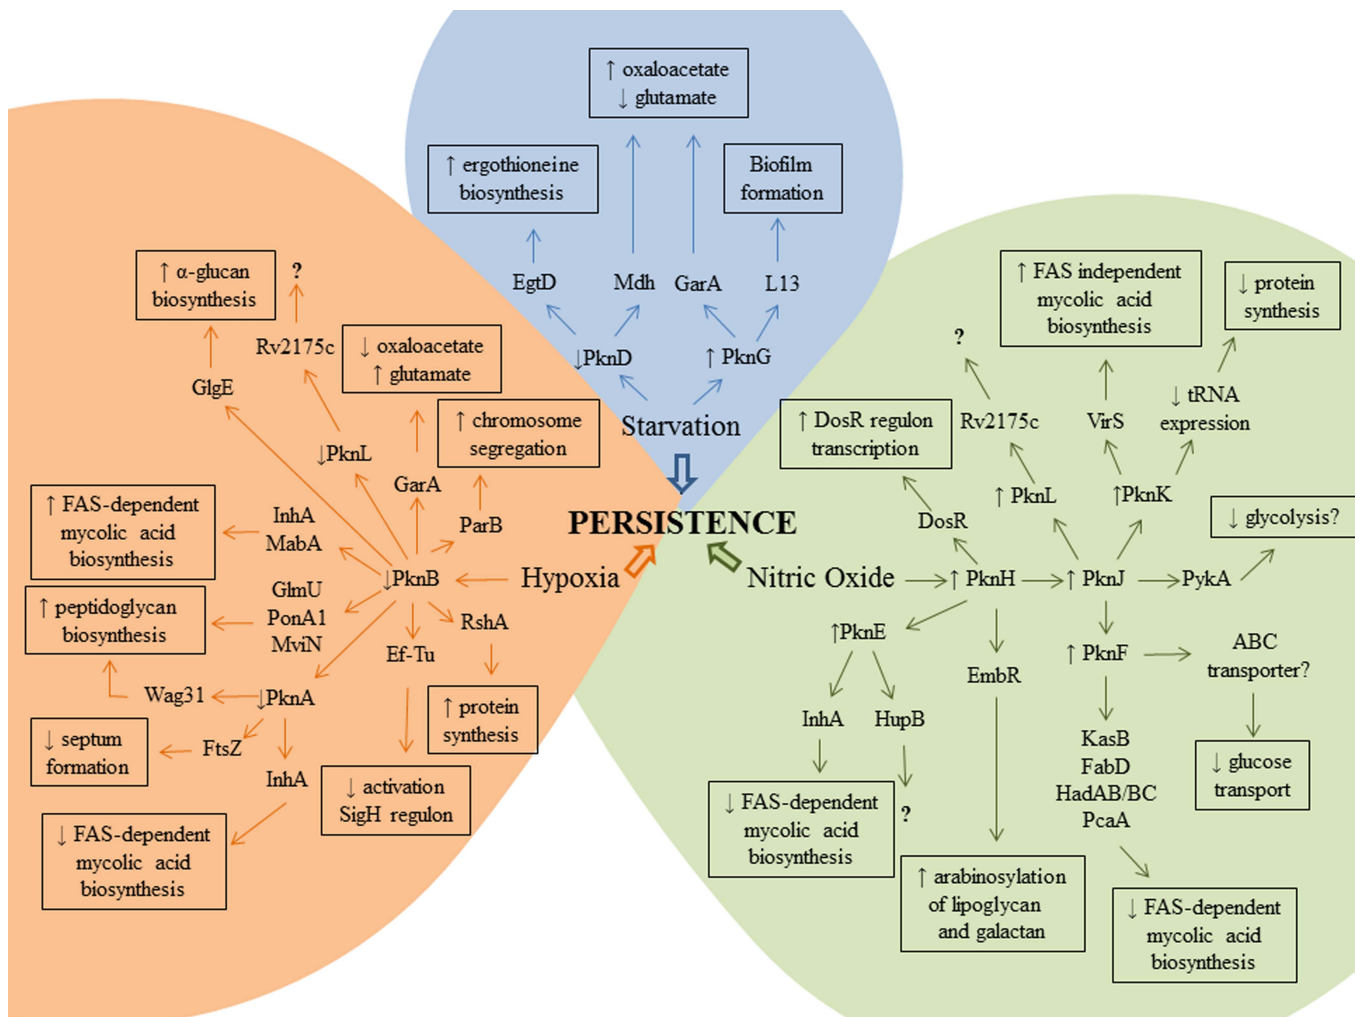 ↑ oxaloacetate
↓ glutamate
↑ ergothioneine
biosynthesis
Biofilm
formation
EgtD
Mdh
GarA
L13
↓PknD
↑ PknG
Starvation
PERSISTENCE
↑ α-glucan
biosynthesis
?
Rv2175c
↓ oxaloacetate
↑ glutamate
GlgE
↑ chromosome
segregation
↓PknL
GarA
ParB
↑ FAS-dependent
mycolic acid
biosynthesis
InhA
MabA
↓PknB
Hypoxia
↑ peptidoglycan
biosynthesis
GlmU
PonA1
MviN
RshA
Ef-Tu
Wag31
↓PknA
↑ protein
synthesis
↓ septum
formation
FtsZ
InhA
↓ activation
SigH regulon
↓ FAS-dependent
mycolic acid
biosynthesis
↑ FAS independent
mycolic acid
biosynthesis
↓ protein
synthesis
?
↑ DosR regulon
transcription
Rv2175c
VirS
↓ tRNA
expression
↑ PknL
↑PknK
DosR
↓ glycolysis?
Nitric Oxide
↑ PknH
↑ PknJ
PykA
↑PknE
EmbR
↑ PknF
ABC
transporter?
InhA
HupB
KasB
FabD
HadAB/BC
PcaA
↓ glucose
transport
↓ FAS-dependent
mycolic acid
biosynthesis
?
↑ arabinosylation
of lipoglycan
and galactan
↓ FAS-dependent
mycolic acid
biosynthesis